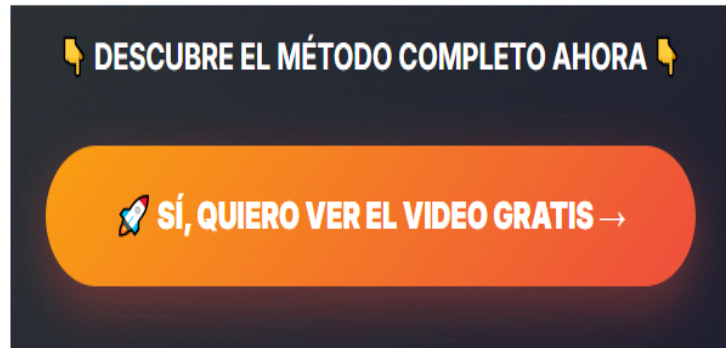 👇 DESCUBRE EL MÉTODO COMPLETO AHORA 👇
🚀 SÍ, QUIERO VER EL VIDEO GRATIS →